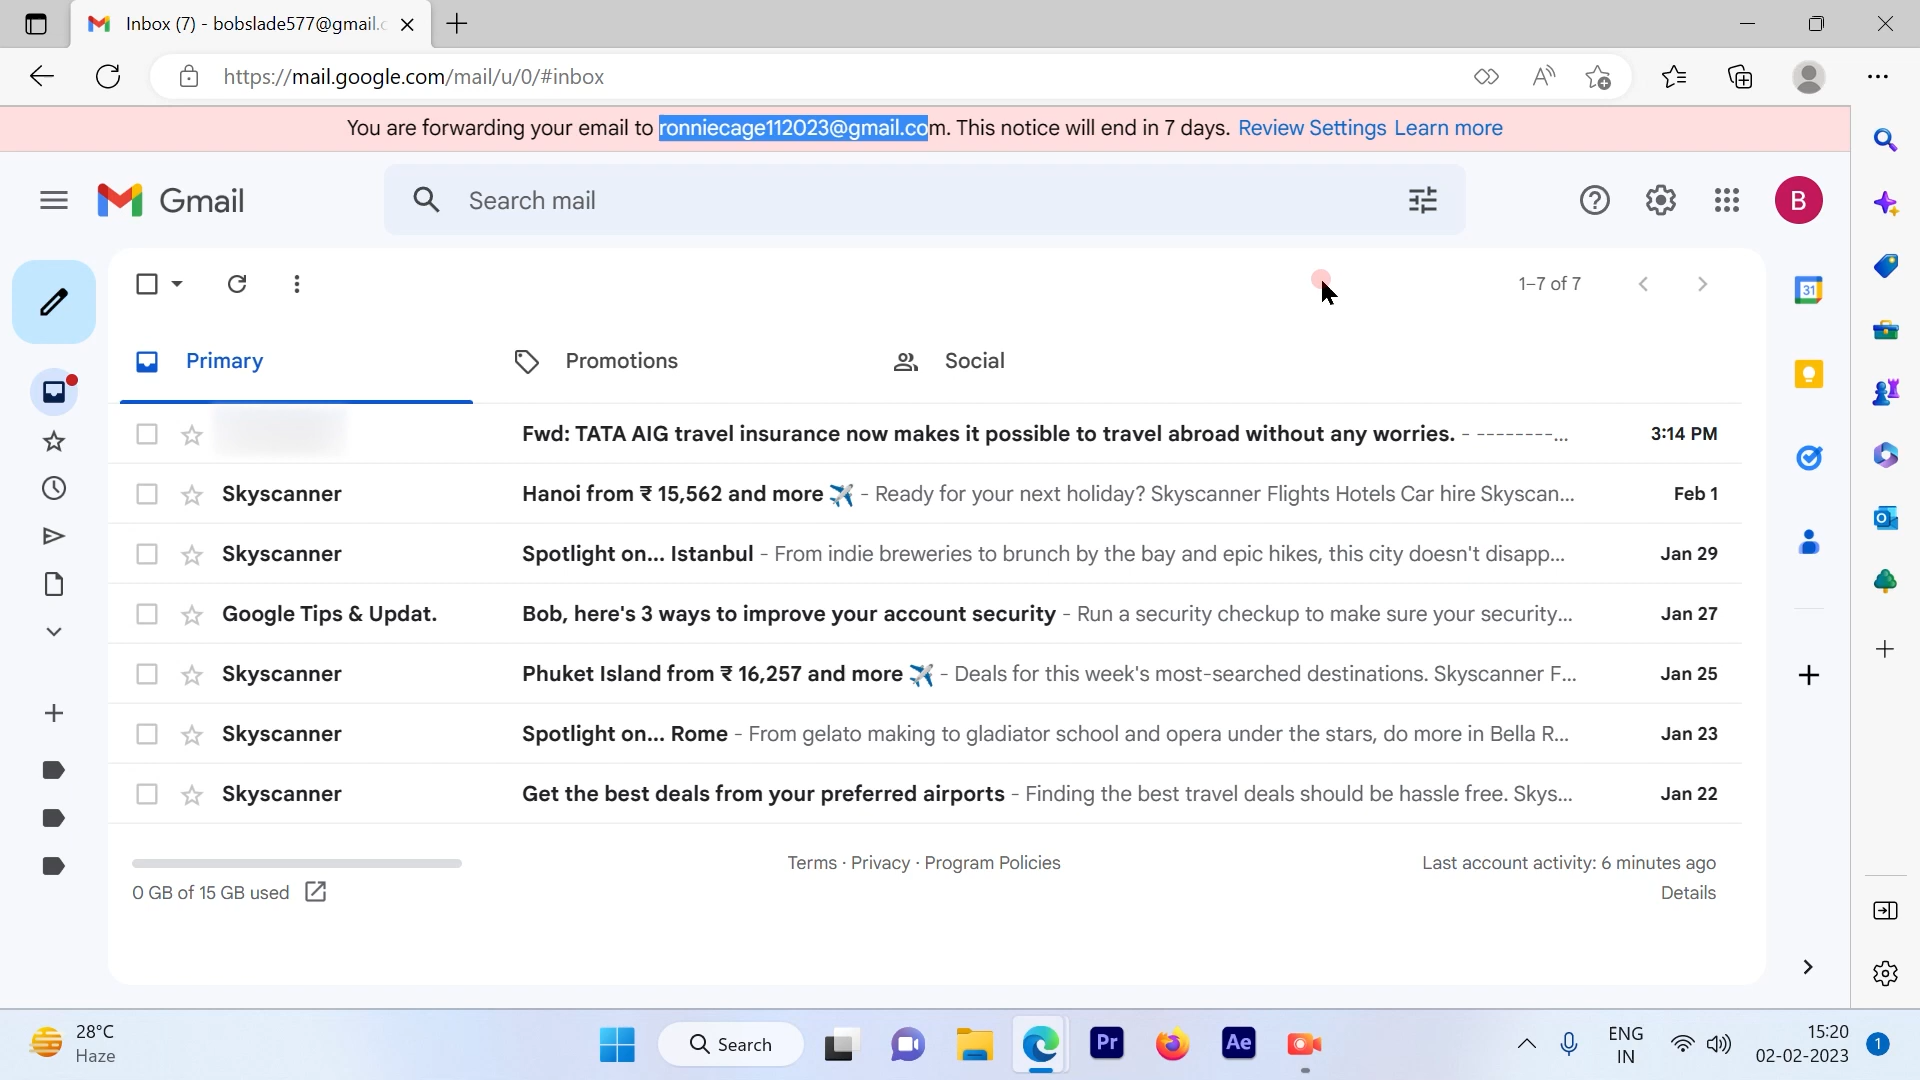 Inbox (7) - bobslade577@gmail.c
https://mail.google.com/mail/u/0/#inbox
You are forwarding your email to ronniecage112023@gmail.com. This notice will end in 7 days. Review Settings Learn more
Gmail
Search mail
B
1–7 of 7
31
Primary
Promotions
Social
Fwd: TATA AIG travel insurance now makes it possible to travel abroad without any worries. - --------... 3:14 PM
Skyscanner Hanoi from ₹ 15,562 and more ✈️ - Ready for your next holiday? Skyscanner Flights Hotels Car hire Skyscan... Feb 1
Skyscanner Spotlight on... Istanbul - From indie breweries to brunch by the bay and epic hikes, this city doesn't disapp... Jan 29
Google Tips & Updat. Bob, here's 3 ways to improve your account security - Run a security checkup to make sure your security... Jan 27
Skyscanner Phuket Island from ₹ 16,257 and more ✈️ - Deals for this week's most-searched destinations. Skyscanner F... Jan 25
Skyscanner Spotlight on... Rome - From gelato making to gladiator school and opera under the stars, do more in Bella R... Jan 23
Skyscanner Get the best deals from your preferred airports - Finding the best travel deals should be hassle free. Skys... Jan 22
0 GB of 15 GB used
Terms · Privacy · Program Policies
Last account activity: 6 minutes ago
Details
28°C
Haze
Search
Pr
Ae
ENG
IN
15:20
02-02-2023
1